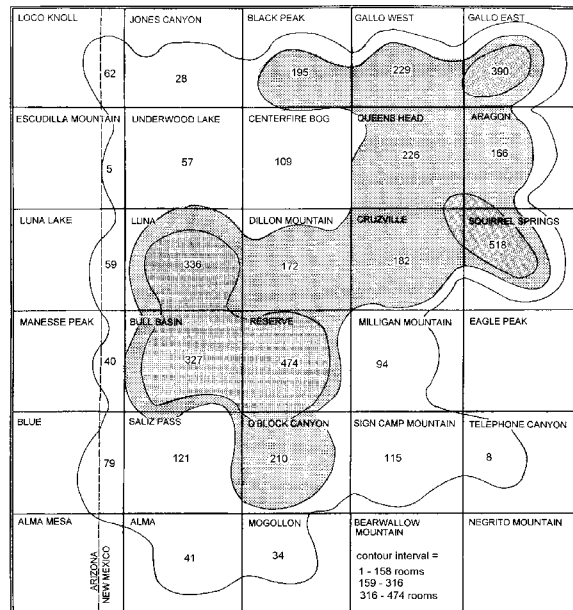 LOCO KNOLL JONES CANYON BLACK PEAK GALLO WEST GALLO EAST
62 28 195 229 390
ESCUDILLA MOUNTAIN UNDERWOOD LAKE CENTERFIRE BOG QUEENS HEAD ARAGON
5 57 109 226 166
LUNA LAKE LUNA DILLON MOUNTAIN CRUZVILLE SQUIRREL SPRINGS
59 336 172 182 518
MANESSE PEAK BULL BASIN RESERVE MILLIGAN MOUNTAIN EAGLE PEAK
40 327 474 94
BLUE SALIZ PASS O'BLOCK CANYON SIGN CAMP MOUNTAIN TELEPHONE CANYON
79 121 210 115 8
ALMA MESA ALMA MOGOLLON BEARWALLOW MOUNTAIN NEGRITO MOUNTAIN
ARIZONA
NEW MEXICO
41 34
contour interval =
1 - 158 rooms
159 - 316
316 - 474 rooms